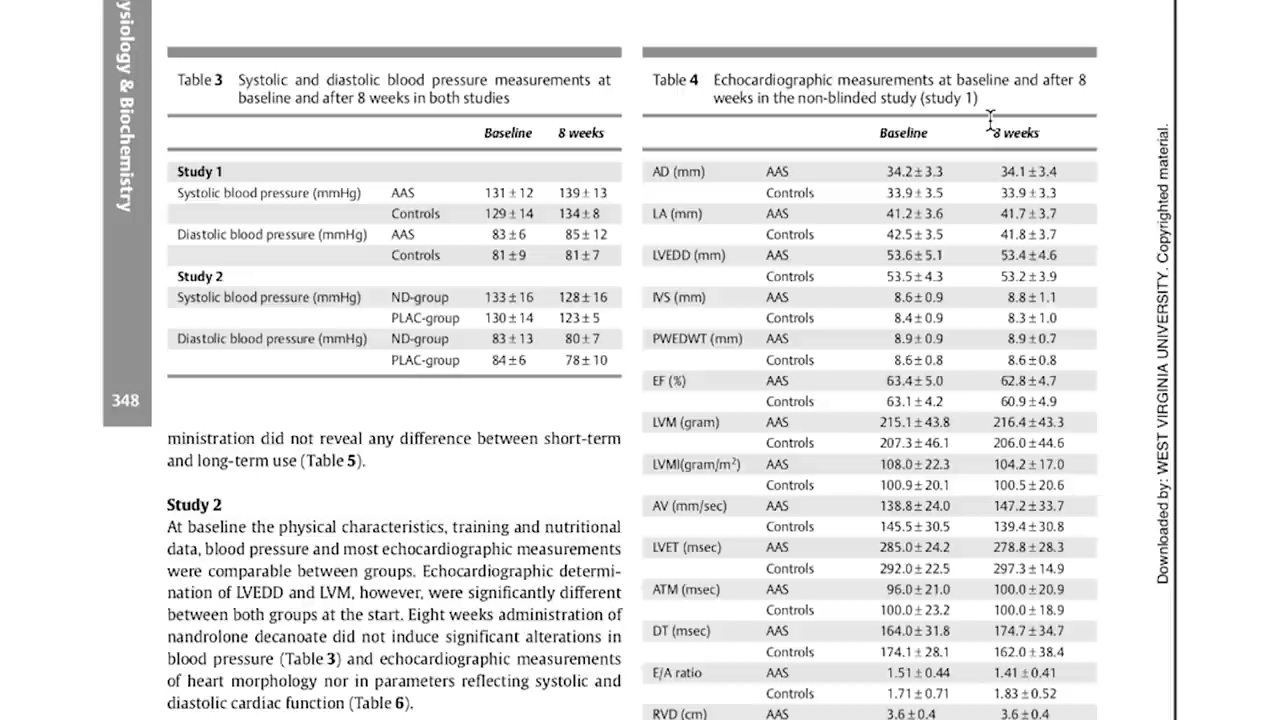 ysiology & Biochemistry
348
Table 3 Systolic and diastolic blood pressure measurements at
baseline and after 8 weeks in both studies
Baseline 8 weeks
Study 1
Systolic blood pressure (mmHg) AAS 131 ± 12 139 ± 13
Controls 129 ± 14 134 ± 8
Diastolic blood pressure (mmHg) AAS 83 ± 6 85 ± 12
Controls 81 ± 9 81 ± 7
Study 2
Systolic blood pressure (mmHg) ND-group 133 ± 16 128 ± 16
PLAC-group 130 ± 14 123 ± 5
Diastolic blood pressure (mmHg) ND-group 83 ± 13 80 ± 7
PLAC-group 84 ± 6 78 ± 10
ministration did not reveal any difference between short-term
and long-term use (Table 5).
Study 2
At baseline the physical characteristics, training and nutritional
data, blood pressure and most echocardiographic measurements
were comparable between groups. Echocardiographic determi-
nation of LVEDD and LVM, however, were significantly different
between both groups at the start. Eight weeks administration of
nandrolone decanoate did not induce significant alterations in
blood pressure (Table 3) and echocardiographic measurements
of heart morphology nor in parameters reflecting systolic and
diastolic cardiac function (Table 6).
Table 4 Echocardiographic measurements at baseline and after 8
weeks in the non-blinded study (study 1)
Baseline 8 weeks
AD (mm) AAS 34.2 ± 3.3 34.1 ± 3.4
Controls 33.9 ± 3.5 33.9 ± 3.3
LA (mm) AAS 41.2 ± 3.6 41.7 ± 3.7
Controls 42.5 ± 3.5 41.8 ± 3.7
LVEDD (mm) AAS 53.6 ± 5.1 53.4 ± 4.6
Controls 53.5 ± 4.3 53.2 ± 3.9
IVS (mm) AAS 8.6 ± 0.9 8.8 ± 1.1
Controls 8.4 ± 0.9 8.3 ± 1.0
PWEDWT (mm) AAS 8.9 ± 0.9 8.9 ± 0.7
Controls 8.6 ± 0.8 8.6 ± 0.8
EF (%) AAS 63.4 ± 5.0 62.8 ± 4.7
Controls 63.1 ± 4.2 60.9 ± 4.9
LVM (gram) AAS 215.1 ± 43.8 216.4 ± 43.3
Controls 207.3 ± 46.1 206.0 ± 44.6
LVMI(gram/m²) AAS 108.0 ± 22.3 104.2 ± 17.0
Controls 100.9 ± 20.1 100.5 ± 20.6
AV (mm/sec) AAS 138.8 ± 24.0 147.2 ± 33.7
Controls 145.5 ± 30.5 139.4 ± 30.8
LVET (msec) AAS 285.0 ± 24.2 278.8 ± 28.3
Controls 292.0 ± 22.5 297.3 ± 14.9
ATM (msec) AAS 96.0 ± 21.0 100.0 ± 20.9
Controls 100.0 ± 23.2 100.0 ± 18.9
DT (msec) AAS 164.0 ± 31.8 174.7 ± 34.7
Controls 174.1 ± 28.1 162.0 ± 38.4
E/A ratio AAS 1.51 ± 0.44 1.41 ± 0.41
Controls 1.71 ± 0.71 1.83 ± 0.52
RVD (cm) AAS 3.6 ± 0.4 3.6 ± 0.4
Downloaded by: WEST VIRGINIA UNIVERSITY. Copyrighted material.